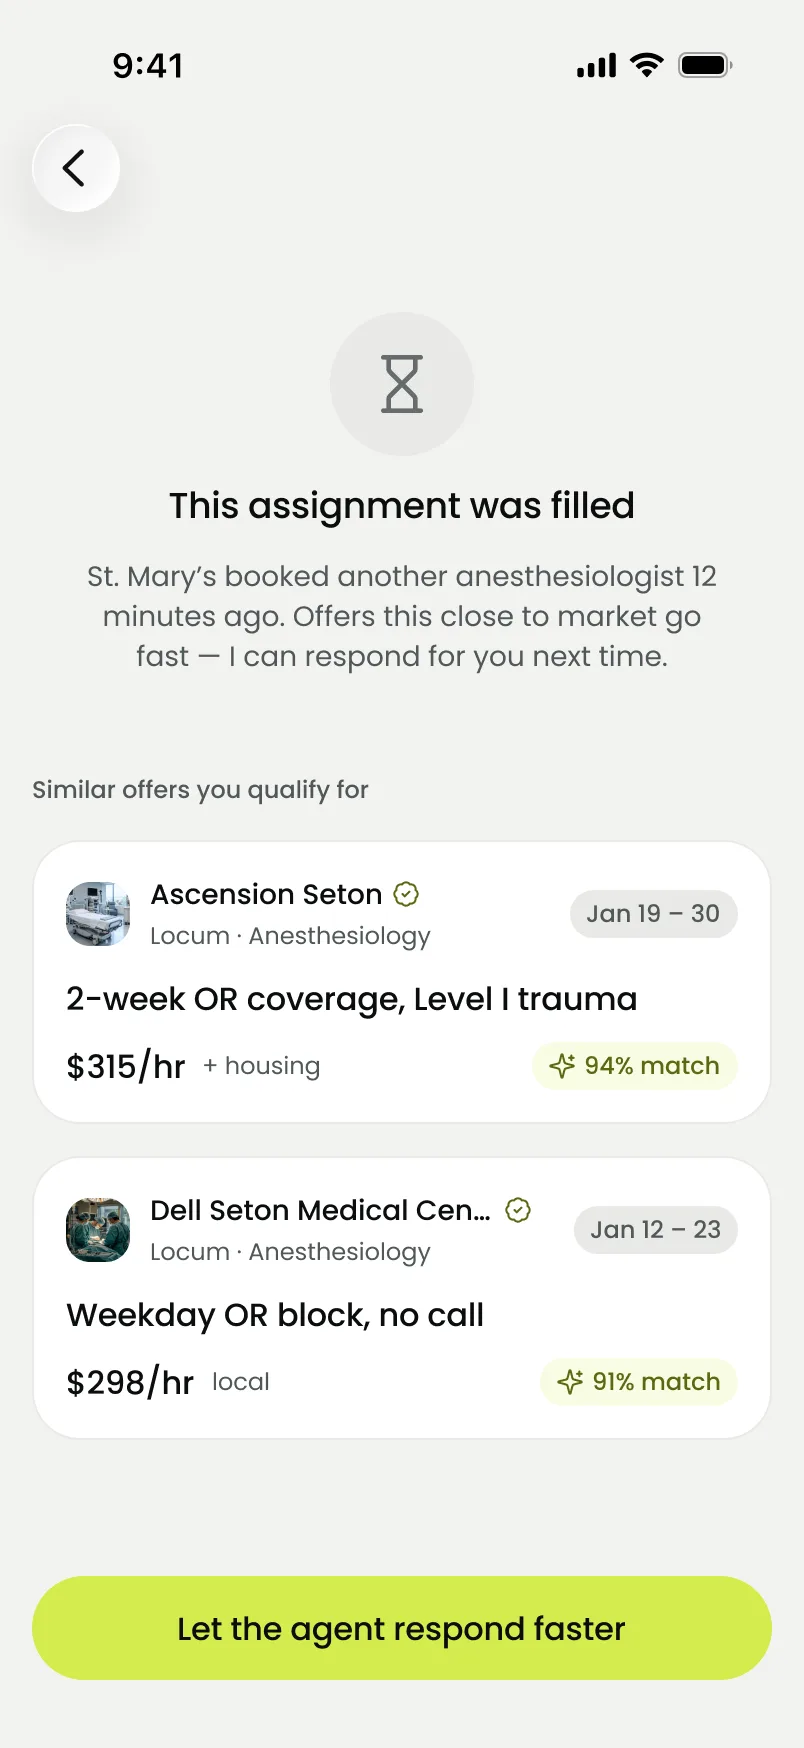 9:41
This assignment was filled
St. Mary’s booked another anesthesiologist 12
minutes ago. Offers this close to market go
fast — I can respond for you next time.
Similar offers you qualify for
Ascension Seton
Locum · Anesthesiology
Jan 19 – 30
2-week OR coverage, Level I trauma
$315/hr + housing
94% match
Dell Seton Medical Cen...
Locum · Anesthesiology
Jan 12 – 23
Weekday OR block, no call
$298/hr local
91% match
Let the agent respond faster